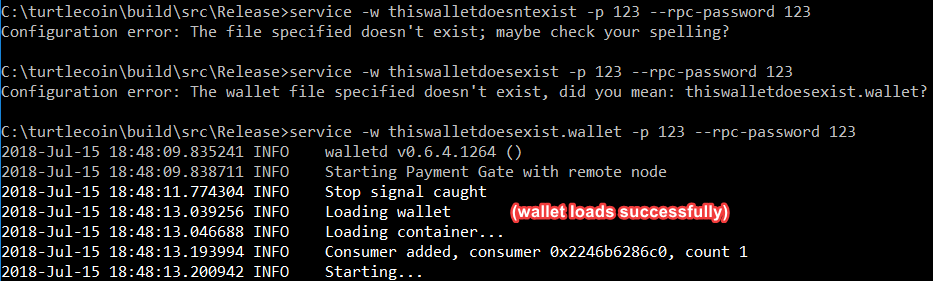 C:\turtlecoin\build\src\Release>service -w thiswalletdoesntexist -p 123 --rpc-password 123
Configuration error: The file specified doesn't exist; maybe check your spelling?
C:\turtlecoin\build\src\Release>service -w thiswalletdoesexist -p 123 --rpc-password 123
Configuration error: The wallet file specified doesn't exist, did you mean: thiswalletdoesexist.wallet?
C:\turtlecoin\build\src\Release>service -w thiswalletdoesexist.wallet -p 123 --rpc-password 123
2018-Jul-15 18:48:09.835241 INFO    walletd v0.6.4.1264 ()
2018-Jul-15 18:48:09.838711 INFO    Starting Payment Gate with remote node
2018-Jul-15 18:48:11.774304 INFO    Stop signal caught
2018-Jul-15 18:48:13.039256 INFO    Loading wallet    (wallet loads successfully)
2018-Jul-15 18:48:13.046688 INFO    Loading container...
2018-Jul-15 18:48:13.193994 INFO    Consumer added, consumer 0x2246b6286c0, count 1
2018-Jul-15 18:48:13.200942 INFO    Starting...